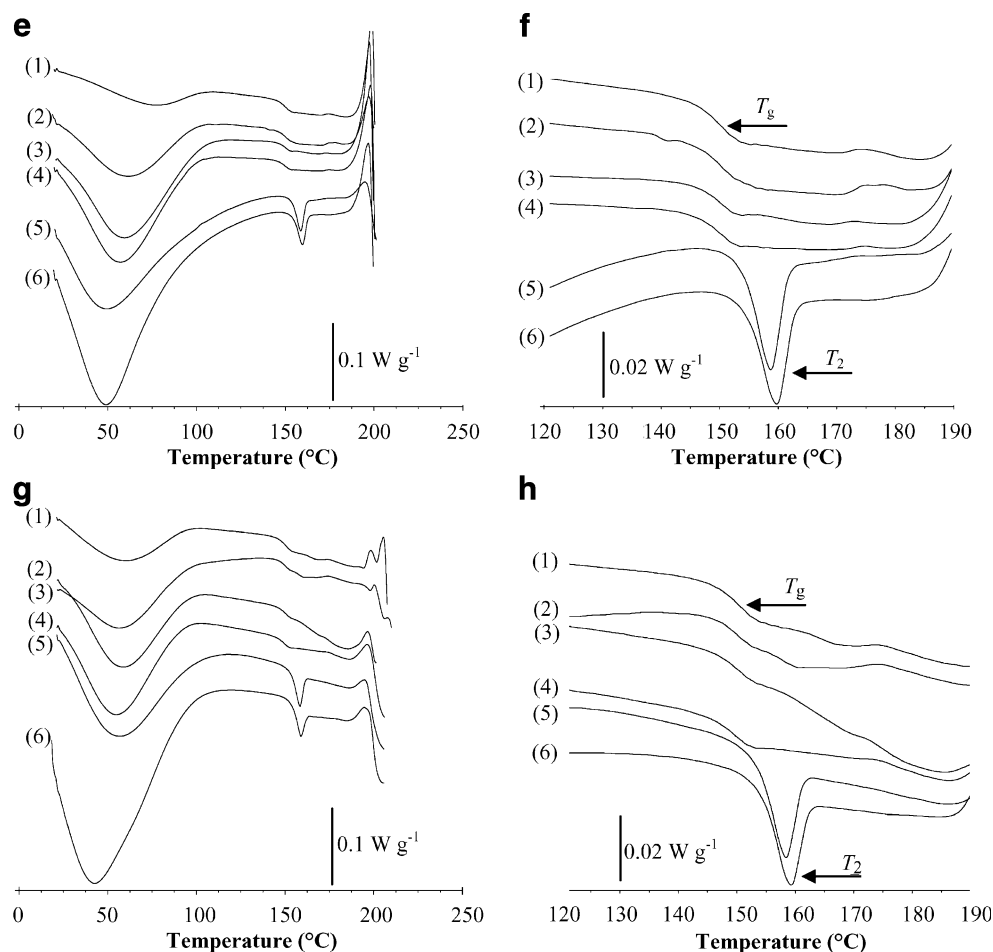 e
(1)
(2)
(3)
(4)
(5)
(6)
0.1 W g-1
0 50 100 150 200 250
Temperature (°C)
f
(1)
(2)
(3)
(4)
(5)
(6)
Tg
T2
0.02 W g-1
120 130 140 150 160 170 180 190
Temperature (°C)
g
(1)
(2)
(3)
(4)
(5)
(6)
0.1 W g-1
0 50 100 150 200 250
Temperature (°C)
h
(1)
(2)
(3)
(4)
(5)
(6)
Tg
T2
0.02 W g-1
120 130 140 150 160 170 180 190
Temperature (°C)